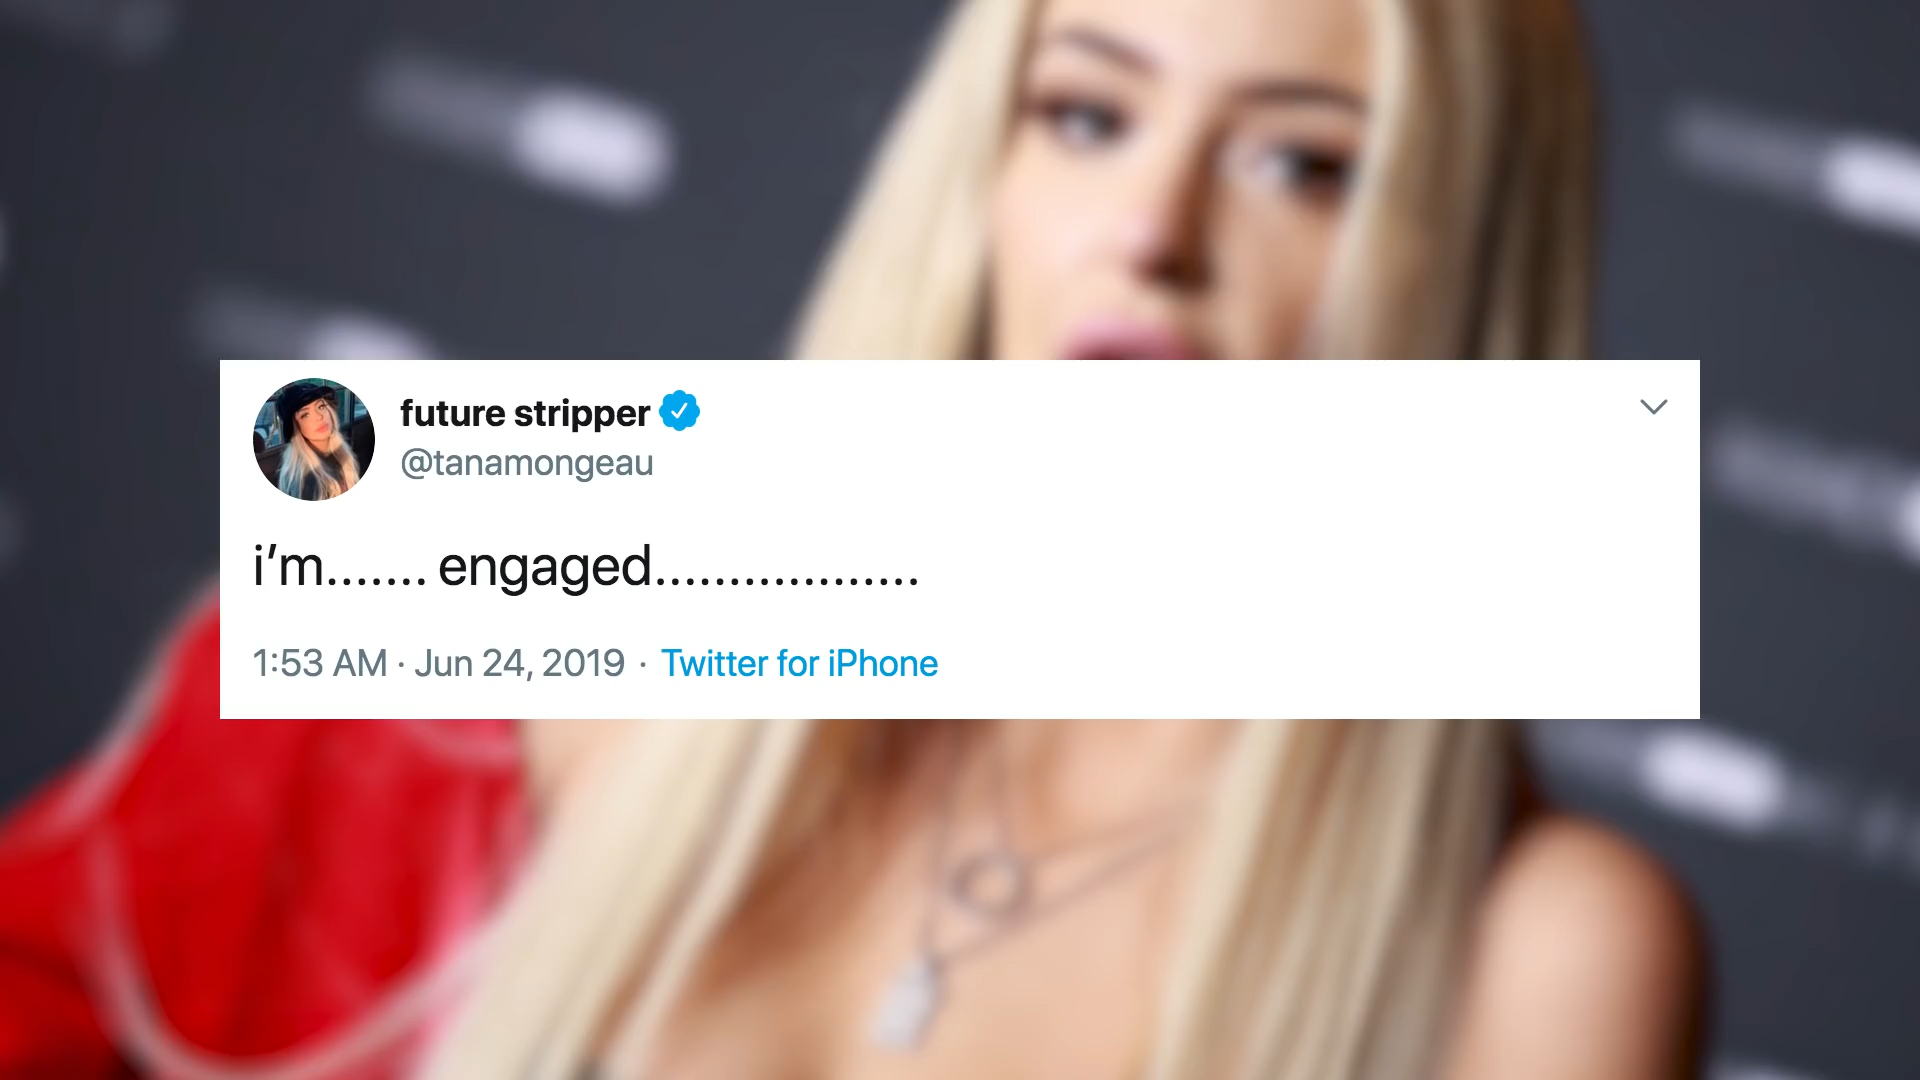 future stripper
@tanamongeau
i’m....... engaged..................
1:53 AM · Jun 24, 2019 · Twitter for iPhone